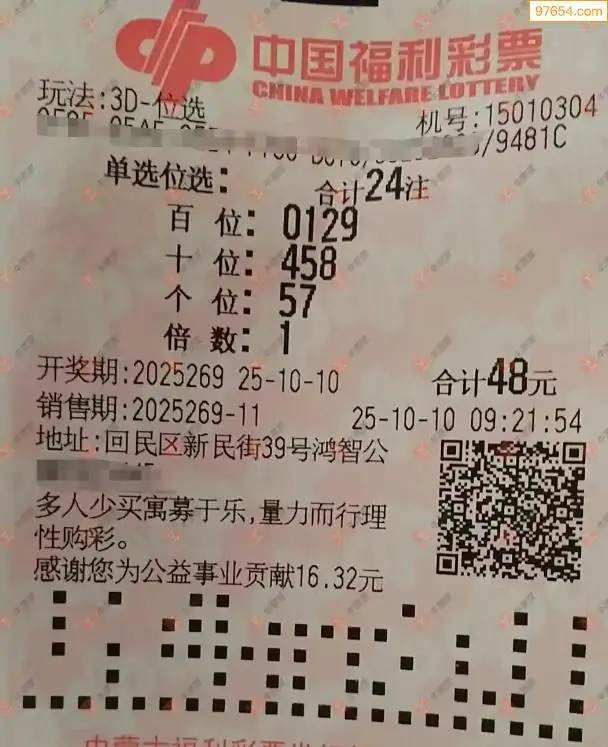 97654.com
中国福利彩票
CHINA WELFARE LOTTERY
玩法:3D-位选
机号:15010304
/9481C
单选位选: 合计24注
百 位: 0129
十 位: 458
个 位: 57
倍 数: 1
开奖期:2025269 25-10-10 合计48元
销售期:2025269-11 25-10-10 09:21:54
地址:回民区新民街39号鸿智公
多人少买寓募于乐,量力而行理
性购彩。
感谢您为公益事业贡献16.32元